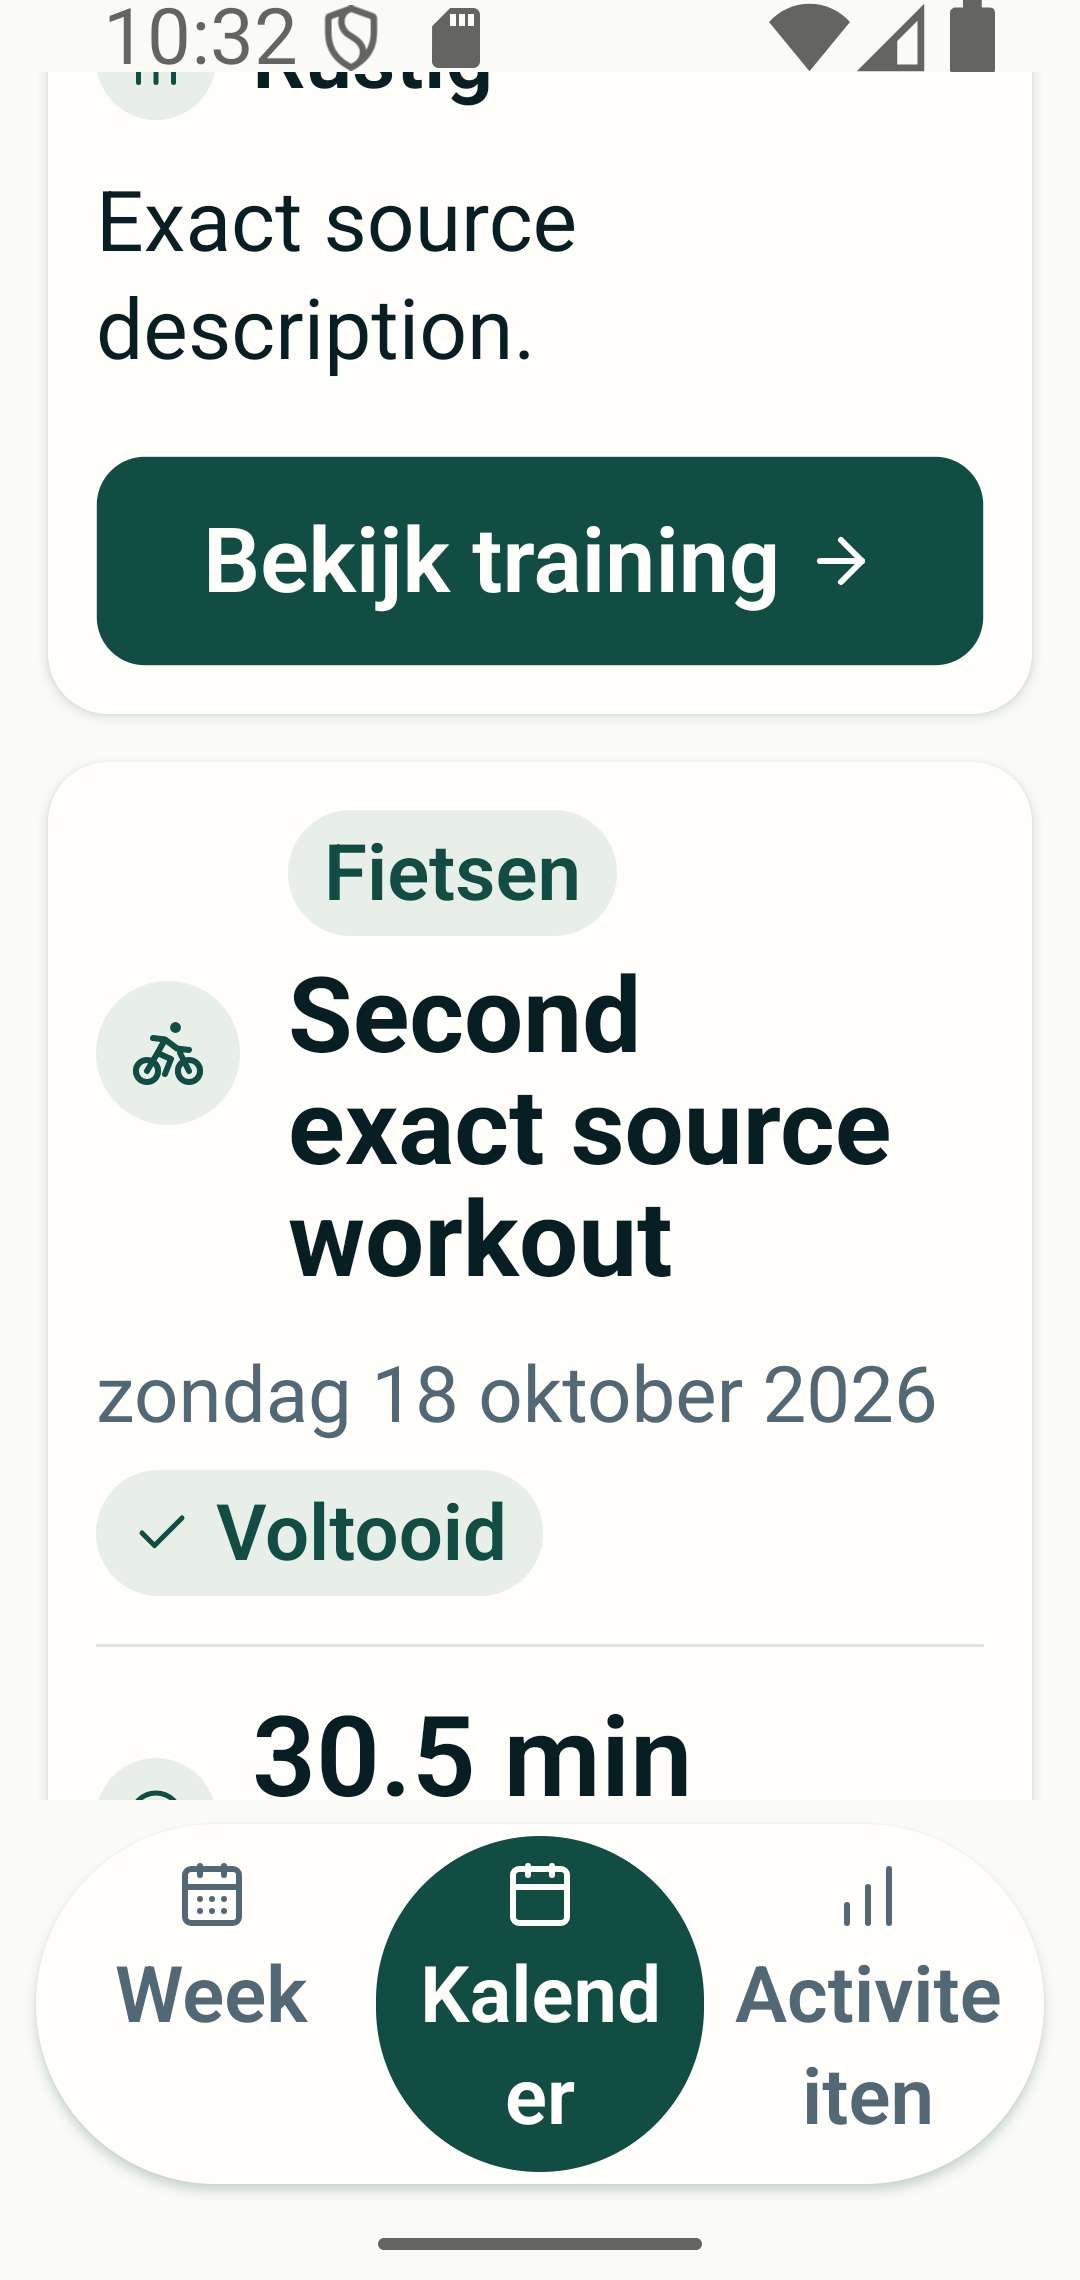 10:32
Rustig
Exact source
description.
Bekijk training
Fietsen
Second
exact source
workout
zondag 18 oktober 2026
Voltooid
30.5 min
Week
Kalend
er
Activite
iten